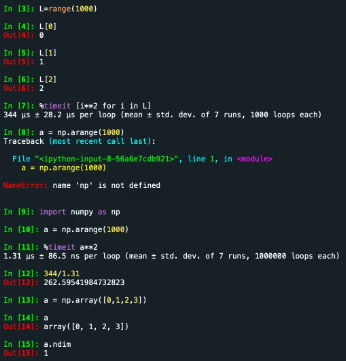 In [3]: L=range(1000)
In [4]: L[0]
Out[4]: 0
In [5]: L[1]
Out[5]: 1
In [6]: L[2]
Out[6]: 2
In [7]: %timeit [i**2 for i in L]
344 µs ± 28.2 µs per loop (mean ± std. dev. of 7 runs, 1000 loops each)
In [8]: a = np.arange(1000)
Traceback (most recent call last):
File "<ipython-input-8-56a6e7cdb921>", line 1, in <module>
a = np.arange(1000)
NameError: name 'np' is not defined
In [9]: import numpy as np
In [10]: a = np.arange(1000)
In [11]: %timeit a**2
1.31 µs ± 86.5 ns per loop (mean ± std. dev. of 7 runs, 1000000 loops each)
In [12]: 344/1.31
Out[12]: 262.59541984732823
In [13]: a = np.array([0,1,2,3])
In [14]: a
Out[14]: array([0, 1, 2, 3])
In [15]: a.ndim
Out[15]: 1